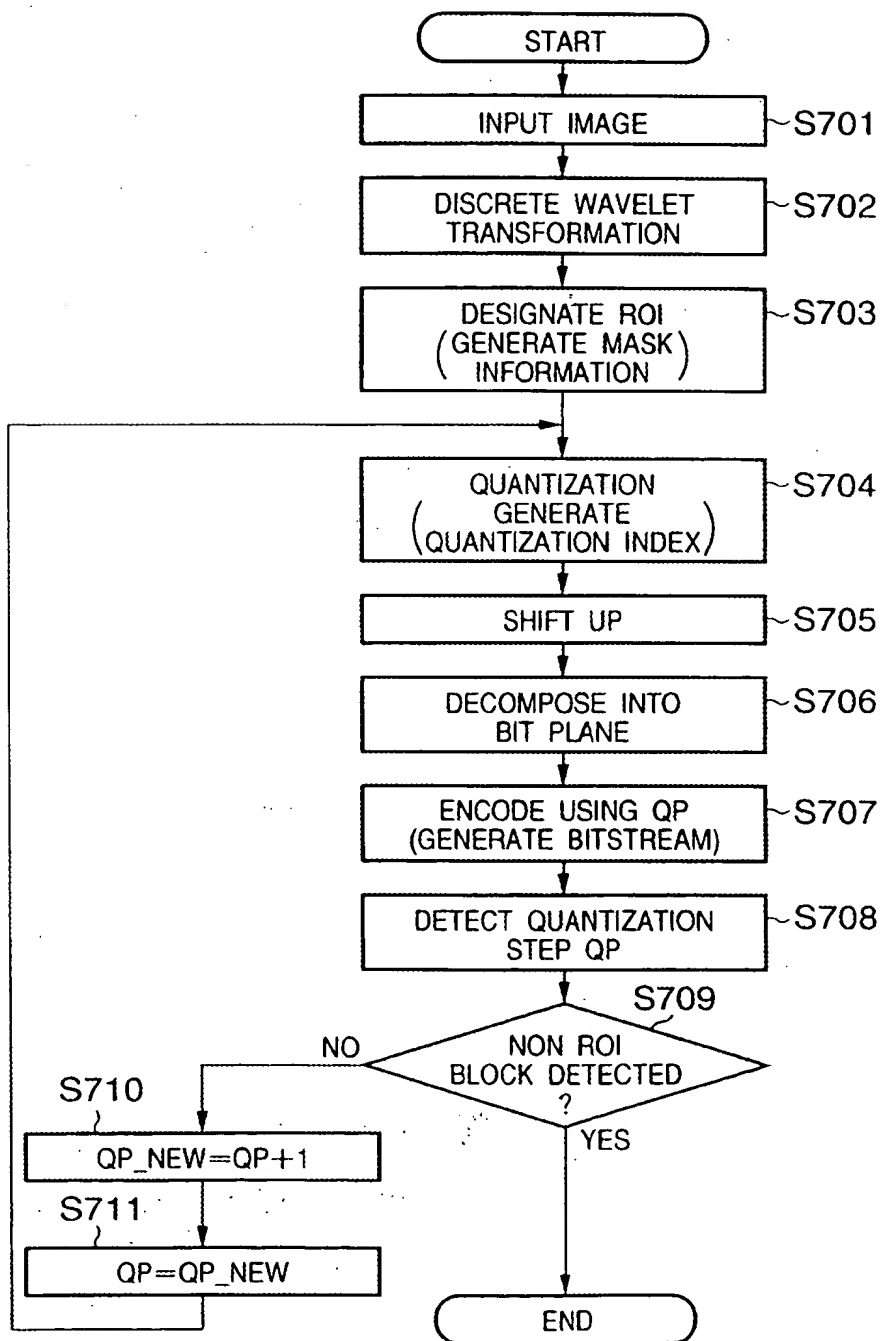 START
INPUT IMAGE
S701
DISCRETE WAVELET
TRANSFORMATION
S702
DESIGNATE ROI
(GENERATE MASK
INFORMATION)
S703
QUANTIZATION
(GENERATE
QUANTIZATION INDEX)
S704
SHIFT UP
S705
DECOMPOSE INTO
BIT PLANE
S706
ENCODE USING QP
(GENERATE BITSTREAM)
S707
DETECT QUANTIZATION
STEP QP
S708
S709
NON ROI
BLOCK DETECTED
?
NO
YES
S710
QP_NEW=QP+1
S711
QP=QP_NEW
END